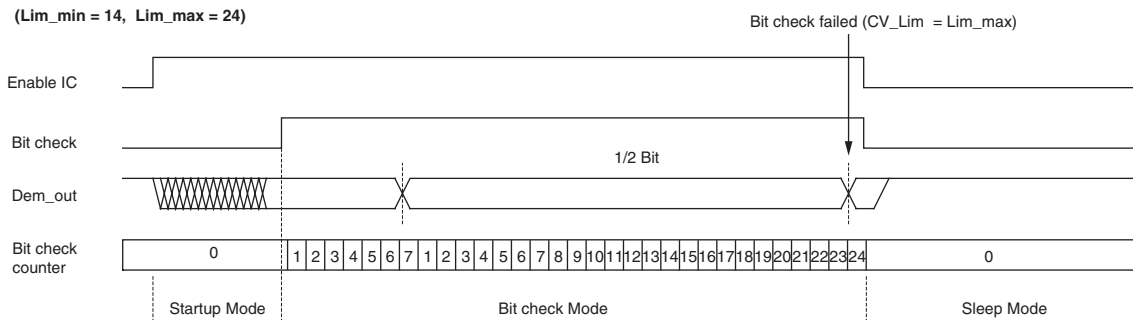 (Lim_min = 14, Lim_max = 24)
Bit check failed (CV_Lim = Lim_max)
Enable IC
Bit check
1/2 Bit
Dem_out
Bit check
counter
0 1 2 3 4 5 6 7 1 2 3 4 5 6 7 8 9 10 11 12 13 14 15 16 17 18 19 20 21 22 23 24 0
Startup Mode Bit check Mode Sleep Mode